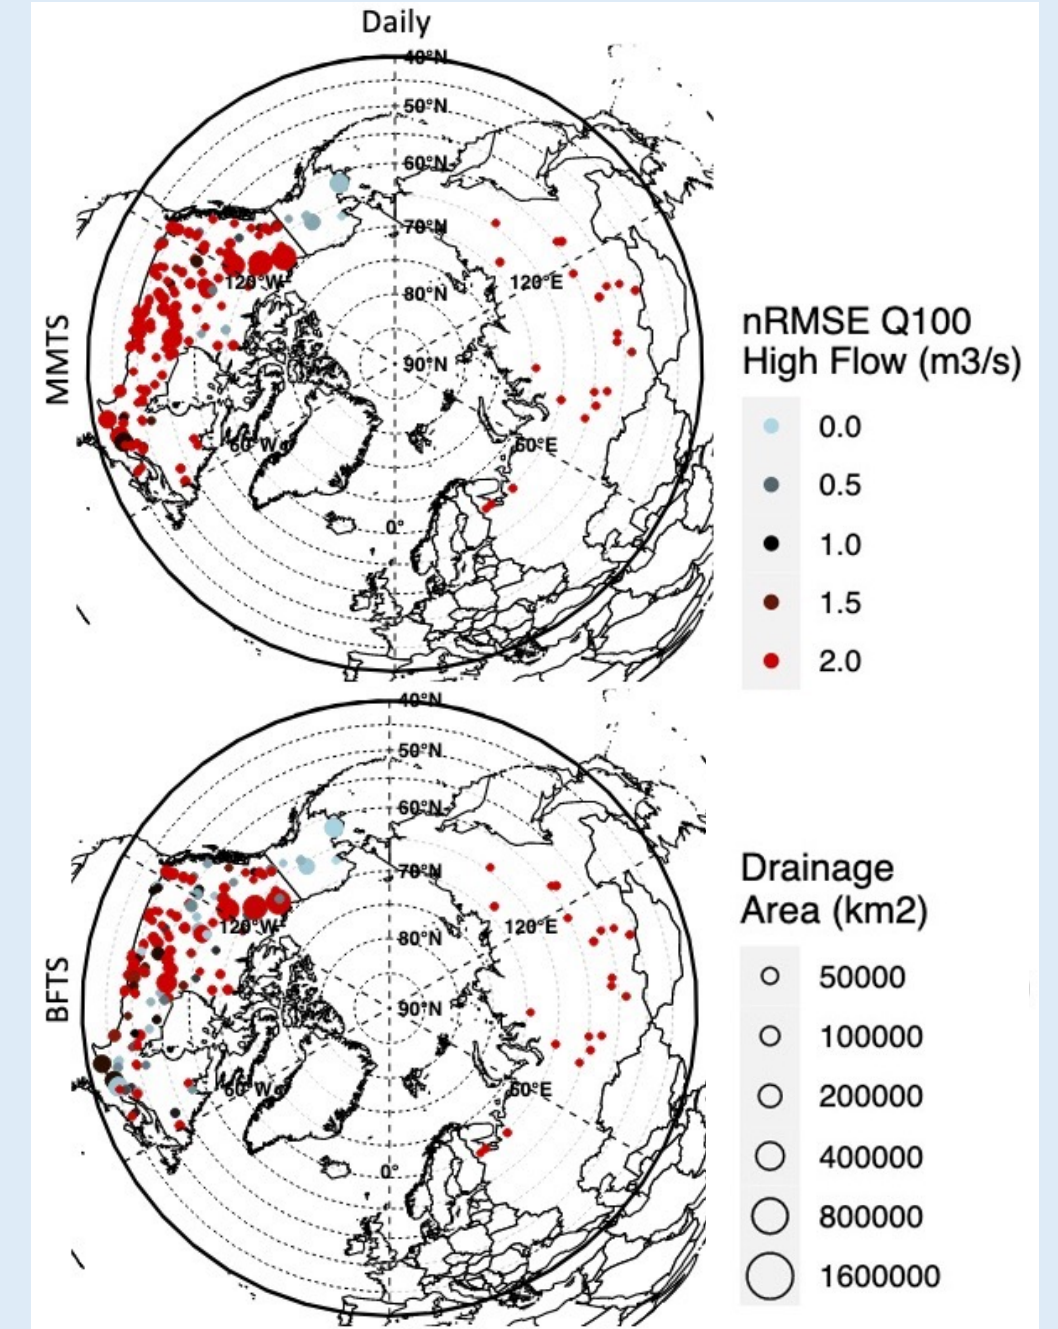 Daily
40°N
50°N
60°N
70°N
80°N
90°N
120°W
120°E
60°W
60°E
0°
MMTS
nRMSE Q100
High Flow (m3/s)
0.0
0.5
1.0
1.5
2.0
40°N
50°N
60°N
70°N
80°N
90°N
120°W
120°E
60°W
60°E
0°
BFTS
Drainage
Area (km2)
50000
100000
200000
400000
800000
1600000